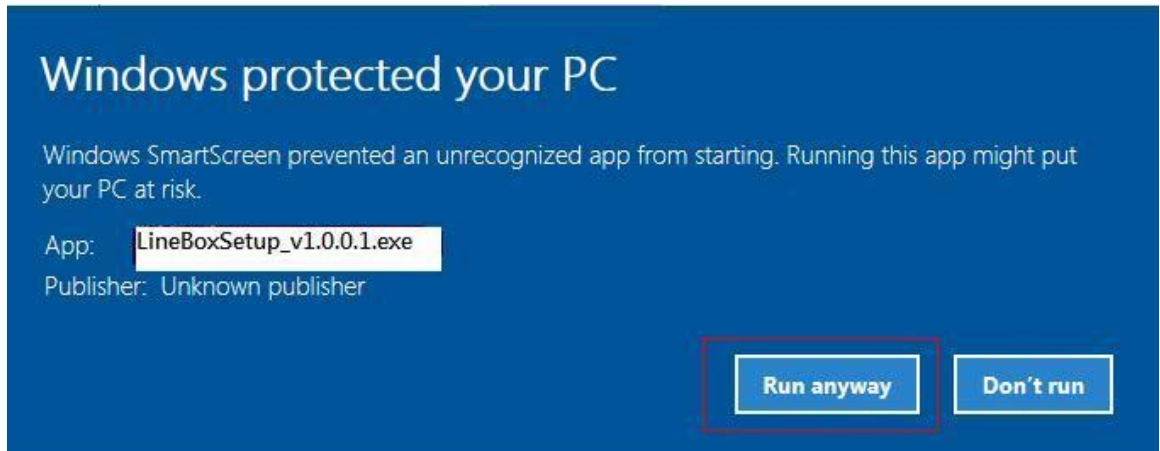 Windows protected your PC
Windows SmartScreen prevented an unrecognized app from starting. Running this app might put
your PC at risk.
App: LineBoxSetup_v1.0.0.1.exe
Publisher: Unknown publisher
Run anyway Don't run